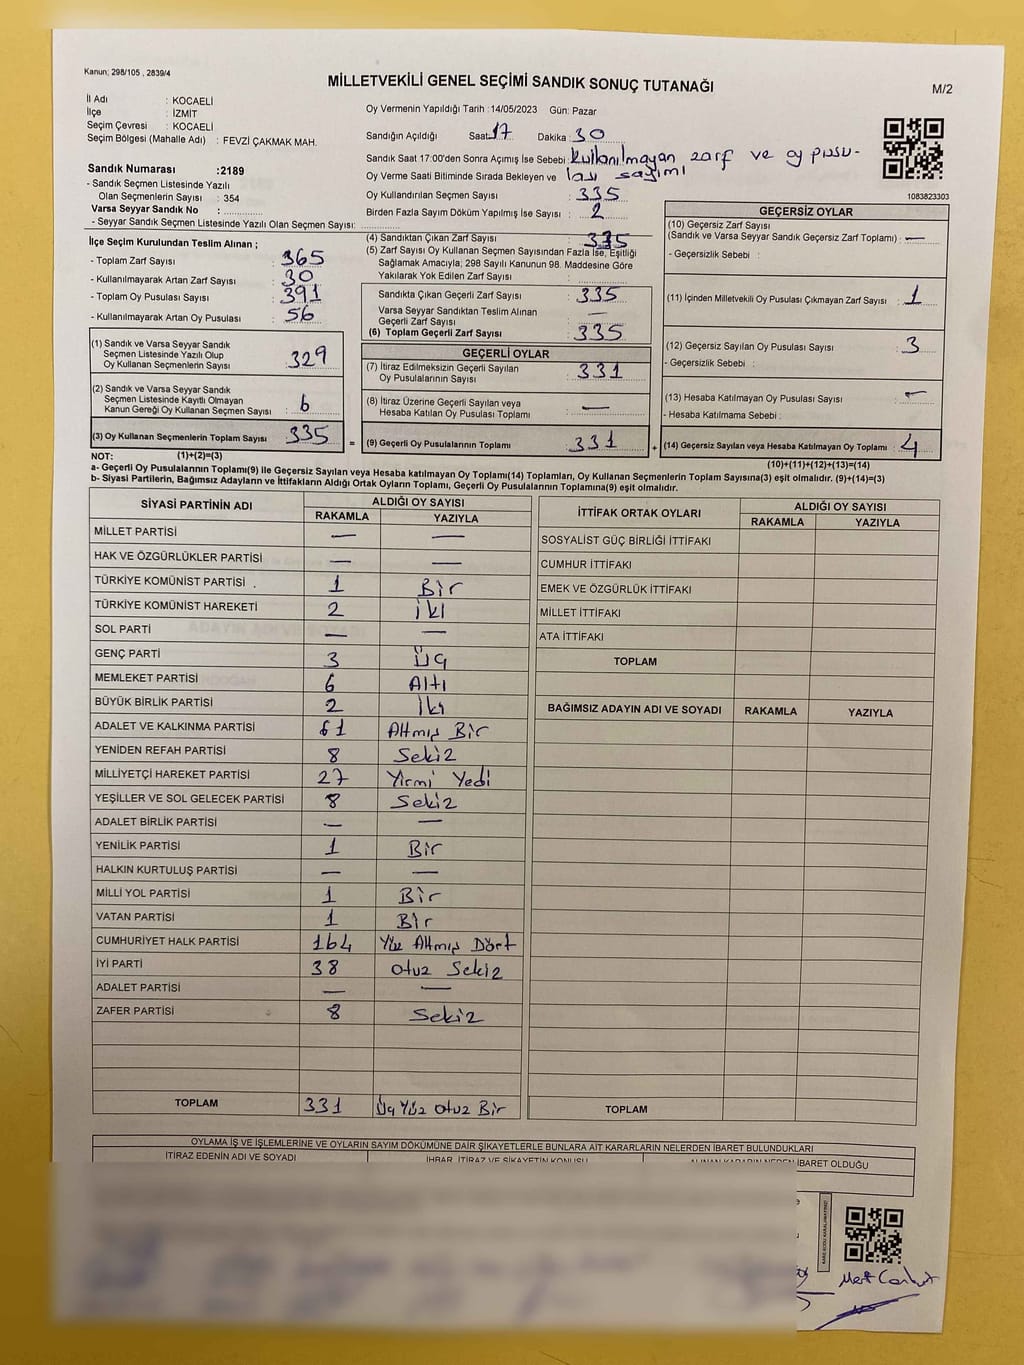 Kanun; 298/105 , 2839/4
MİLLETVEKİLİ GENEL SEÇİMİ SANDIK SONUÇ TUTANAĞI
M/2
İl Adı : KOCAELİ
İlçe : İZMİT
Seçim Çevresi : KOCAELİ
Seçim Bölgesi (Mahalle Adı) : FEVZİ ÇAKMAK MAH.
Sandık Numarası :2189
- Sandık Seçmen Listesinde Yazılı
Olan Seçmenlerin Sayısı : 354
Varsa Seyyar Sandık No :
- Seyyar Sandık Seçmen Listesinde Yazılı Olan Seçmen Sayısı:
Oy Vermenin Yapıldığı Tarih :14/05/2023 Gün: Pazar
Sandığın Açıldığı Saat 17 Dakika : 30
Sandık Saat 17:00'den Sonra Açımış İse Sebebi : kullanılmayan zarf ve oy pusu-
Oy Verme Saati Bitiminde Sırada Bekleyen ve lası sayımı
Oy Kullandırılan Seçmen Sayısı : 335
Birden Fazla Sayım Döküm Yapılmış İse Sayısı : 2
1083823303
İlçe Seçim Kurulundan Teslim Alınan ;
- Toplam Zarf Sayısı : 365
- Kullanılmayarak Artan Zarf Sayısı : 30
- Toplam Oy Pusulası Sayısı : 391
- Kullanılmayarak Artan Oy Pusulası : 56
(1) Sandık ve Varsa Seyyar Sandık
Seçmen Listesinde Yazılı Olup
Oy Kullanan Seçmenlerin Sayısı : 329
(2) Sandık ve Varsa Seyyar Sandık
Seçmen Listesinde Kayıtlı Olmayan
Kanun Gereği Oy Kullanan Seçmen Sayısı : 6
(3) Oy Kullanan Seçmenlerin Toplam Sayısı : 335 =
(4) Sandıktan Çıkan Zarf Sayısı : 335
(5) Zarf Sayısı Oy Kullanan Seçmen Sayısından Fazla İse, Eşitliği
Sağlamak Amacıyla; 298 Sayılı Kanunun 98. Maddesine Göre
Yakılarak Yok Edilen Zarf Sayısı :
Sandıkta Çıkan Geçerli Zarf Sayısı : 335
Varsa Seyyar Sandıktan Teslim Alınan
Geçerli Zarf Sayısı : —
(6) Toplam Geçerli Zarf Sayısı : 335
GEÇERLİ OYLAR
(7) İtiraz Edilmeksizin Geçerli Sayılan
Oy Pusulalarının Sayısı : 331
(8) İtiraz Üzerine Geçerli Sayılan veya
Hesaba Katılan Oy Pusulası Toplamı : —
(9) Geçerli Oy Pusulalarının Toplamı : 331 +
GEÇERSİZ OYLAR
(10) Geçersiz Zarf Sayısı
(Sandık ve Varsa Seyyar Sandık Geçersiz Zarf Toplamı) : —
- Geçersizlik Sebebi :
(11) İçinden Milletvekili Oy Pusulası Çıkmayan Zarf Sayısı : 1
(12) Geçersiz Sayılan Oy Pusulası Sayısı : 3
- Geçersizlik Sebebi :
(13) Hesaba Katılmayan Oy Pusulası Sayısı : —
- Hesaba Katılmama Sebebi :
(14) Geçersiz Sayılan veya Hesaba Katılmayan Oy Toplamı : 4
NOT: (1)+(2)=(3) (10)+(11)+(12)+(13)=(14)
a- Geçerli Oy Pusulalarının Toplamı(9) ile Geçersiz Sayılan veya Hesaba katılmayan Oy Toplamı(14) Toplamları, Oy Kullanan Seçmenlerin Toplam Sayısına(3) eşit olmalıdır. (9)+(14)=(3)
b- Siyasi Partilerin, Bağımsız Adayların ve İttifakların Aldığı Ortak Oyların Toplamı, Geçerli Oy Pusulalarının Toplamına(9) eşit olmalıdır.
SİYASİ PARTİNİN ADI ALDIĞI OY SAYISI
RAKAMLA YAZIYLA
MİLLET PARTİSİ — —
HAK VE ÖZGÜRLÜKLER PARTİSİ — —
TÜRKİYE KOMÜNİST PARTİSİ 1 Bir
TÜRKİYE KOMÜNİST HAREKETİ 2 iki
SOL PARTİ — —
GENÇ PARTİ 3 Üç
MEMLEKET PARTİSİ 6 Altı
BÜYÜK BİRLİK PARTİSİ 2 İki
ADALET VE KALKINMA PARTİSİ 61 Altmış Bir
YENİDEN REFAH PARTİSİ 8 Sekiz
MİLLİYETÇİ HAREKET PARTİSİ 27 Yirmi Yedi
YEŞİLLER VE SOL GELECEK PARTİSİ 8 Sekiz
ADALET BİRLİK PARTİSİ — —
YENİLİK PARTİSİ 1 Bir
HALKIN KURTULUŞ PARTİSİ — —
MİLLİ YOL PARTİSİ 1 Bir
VATAN PARTİSİ 1 Bir
CUMHURİYET HALK PARTİSİ 164 Yüz Altmış Dört
İYİ PARTİ 38 Otuz Sekiz
ADALET PARTİSİ — —
ZAFER PARTİSİ 8 Sekiz
TOPLAM 331 Üç Yüz Otuz Bir
İTTİFAK ORTAK OYLARI ALDIĞI OY SAYISI
RAKAMLA YAZIYLA
SOSYALİST GÜÇ BİRLİĞİ İTTİFAKI
CUMHUR İTTİFAKI
EMEK VE ÖZGÜRLÜK İTTİFAKI
MİLLET İTTİFAKI
ATA İTTİFAKI
TOPLAM
BAĞIMSIZ ADAYIN ADI VE SOYADI RAKAMLA YAZIYLA
TOPLAM
OYLAMA İŞ VE İŞLEMLERİNE VE OYLARIN SAYIM DÖKÜMÜNE DAİR ŞİKAYETLERLE BUNLARA AİT KARARLARIN NELERDEN İBARET BULUNDUKLARI
İTİRAZ EDENİN ADI VE SOYADI İHBAR, İTİRAZ VE ŞİKAYETİN KONUSU ALINAN KARARIN NEDEN İBARET OLDUĞU